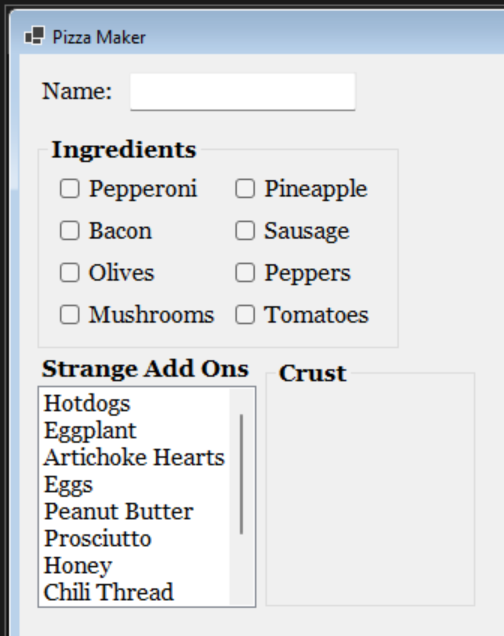 Pizza Maker
Name:
Ingredients
Pepperoni
Pineapple
Bacon
Sausage
Olives
Peppers
Mushrooms
Tomatoes
Strange Add Ons
Hotdogs
Eggplant
Artichoke Hearts
Eggs
Peanut Butter
Prosciutto
Honey
Chili Thread
Crust